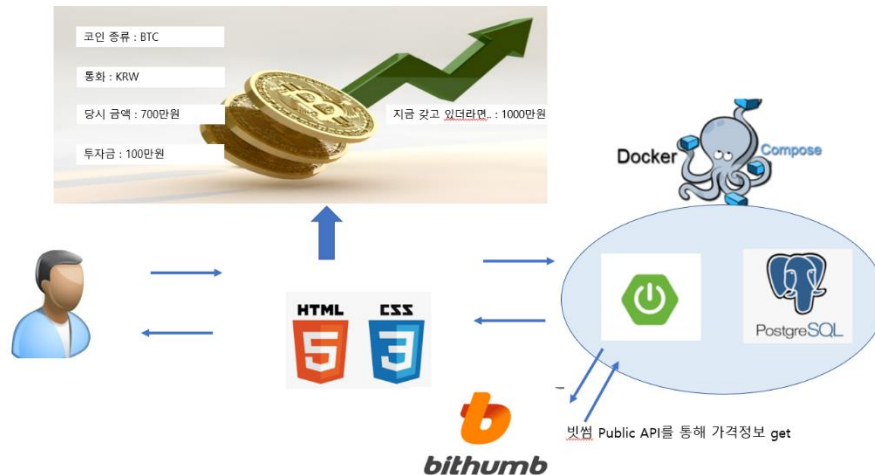 코인 종류 : BTC
통화 : KRW
당시 금액 : 700만원
지금 갖고 있더라면.. : 1000만원
투자금 : 100만원
Docker
Compose
HTML
5
CSS
3
PostgreSQL
빗썸 Public API를 통해 가격정보 get
bithumb